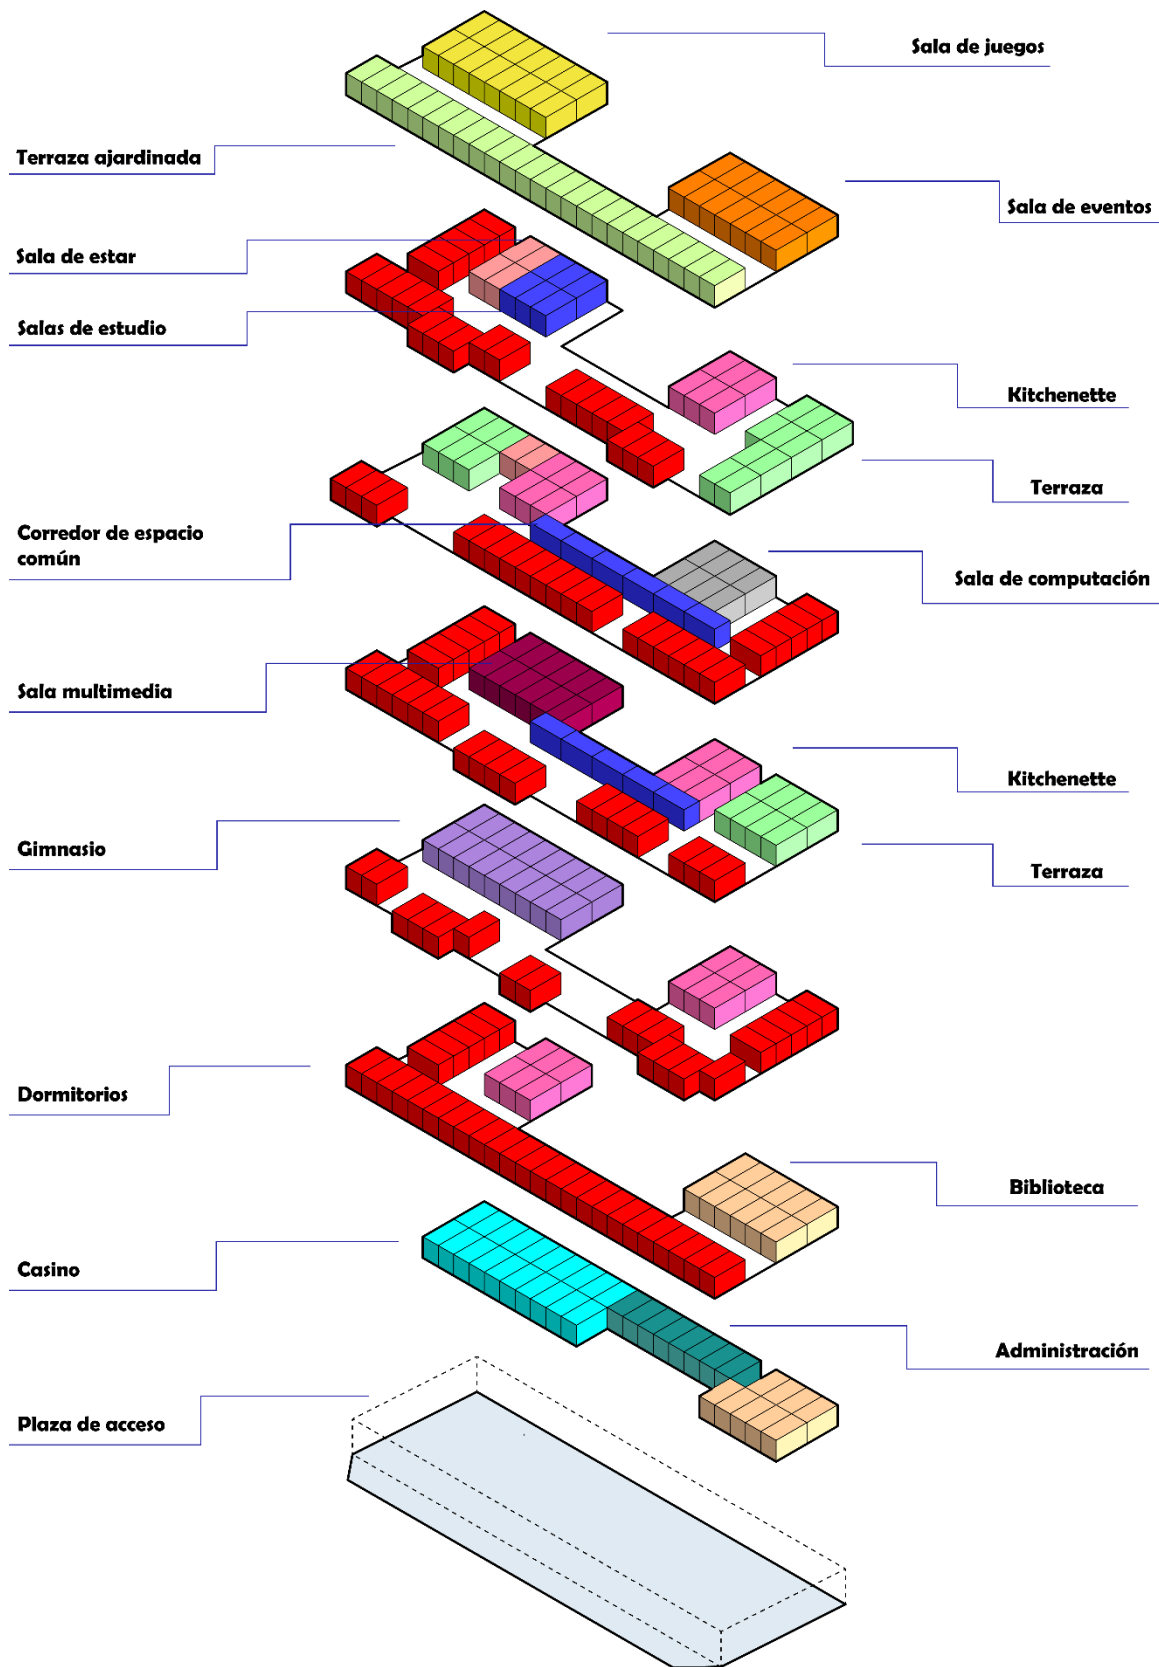 Sala de juegos
Terraza ajardinada
Sala de eventos
Sala de estar
Salas de estudio
Kitchenette
Terraza
Corredor de espacio
común
Sala de computación
Sala multimedia
Kitchenette
Gimnasio
Terraza
Dormitorios
Biblioteca
Casino
Administración
Plaza de acceso